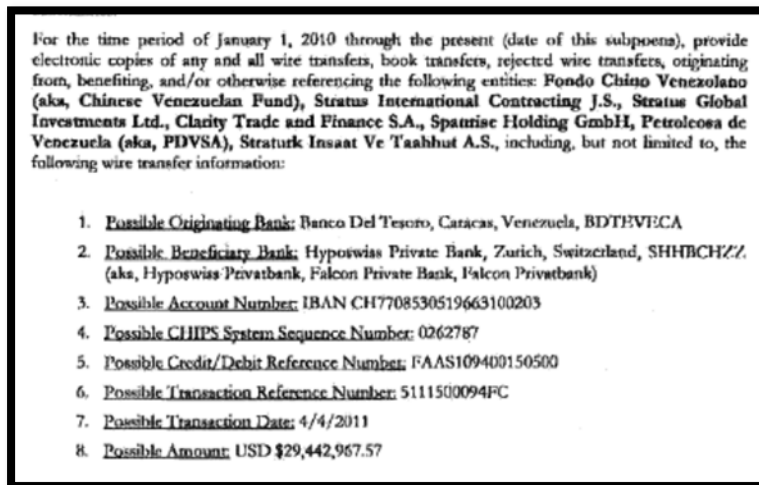 For the time period of January 1, 2010 through the present (date of this subpoena), provide
electronic copies of any and all wire transfers, book transfers, rejected wire transfers, originating
from, benefiting, and/or otherwise referencing the following entities: Fondo Chino Venezolano
(aka, Chinese Venezuelan Fund), Stratus International Contracting J.S., Stratus Global
Investments Ltd., Clarity Trade and Finance S.A., Spanrise Holding GmbH, Petroleosa de
Venezuela (aka, PDVSA), Straturk Insaat Ve Taahhut A.S., including, but not limited to, the
following wire transfer information:
1. Possible Originating Bank: Banco Del Tesoro, Caracas, Venezuela, BDTEVECA
2. Possible Beneficiary Bank: Hyposwiss Private Bank, Zurich, Switzerland, SHHBCHZZ
(aka, Hyposwiss Privatbank, Falcon Private Bank, Falcon Privatbank)
3. Possible Account Number: IBAN CH7708530519663100203
4. Possible CHIPS System Sequence Number: 0262787
5. Possible Credit/Debit Reference Number: FAAS109400150500
6. Possible Transaction Reference Number: 5111500094FC
7. Possible Transaction Date: 4/4/2011
8. Possible Amount: USD $29,442,967.57